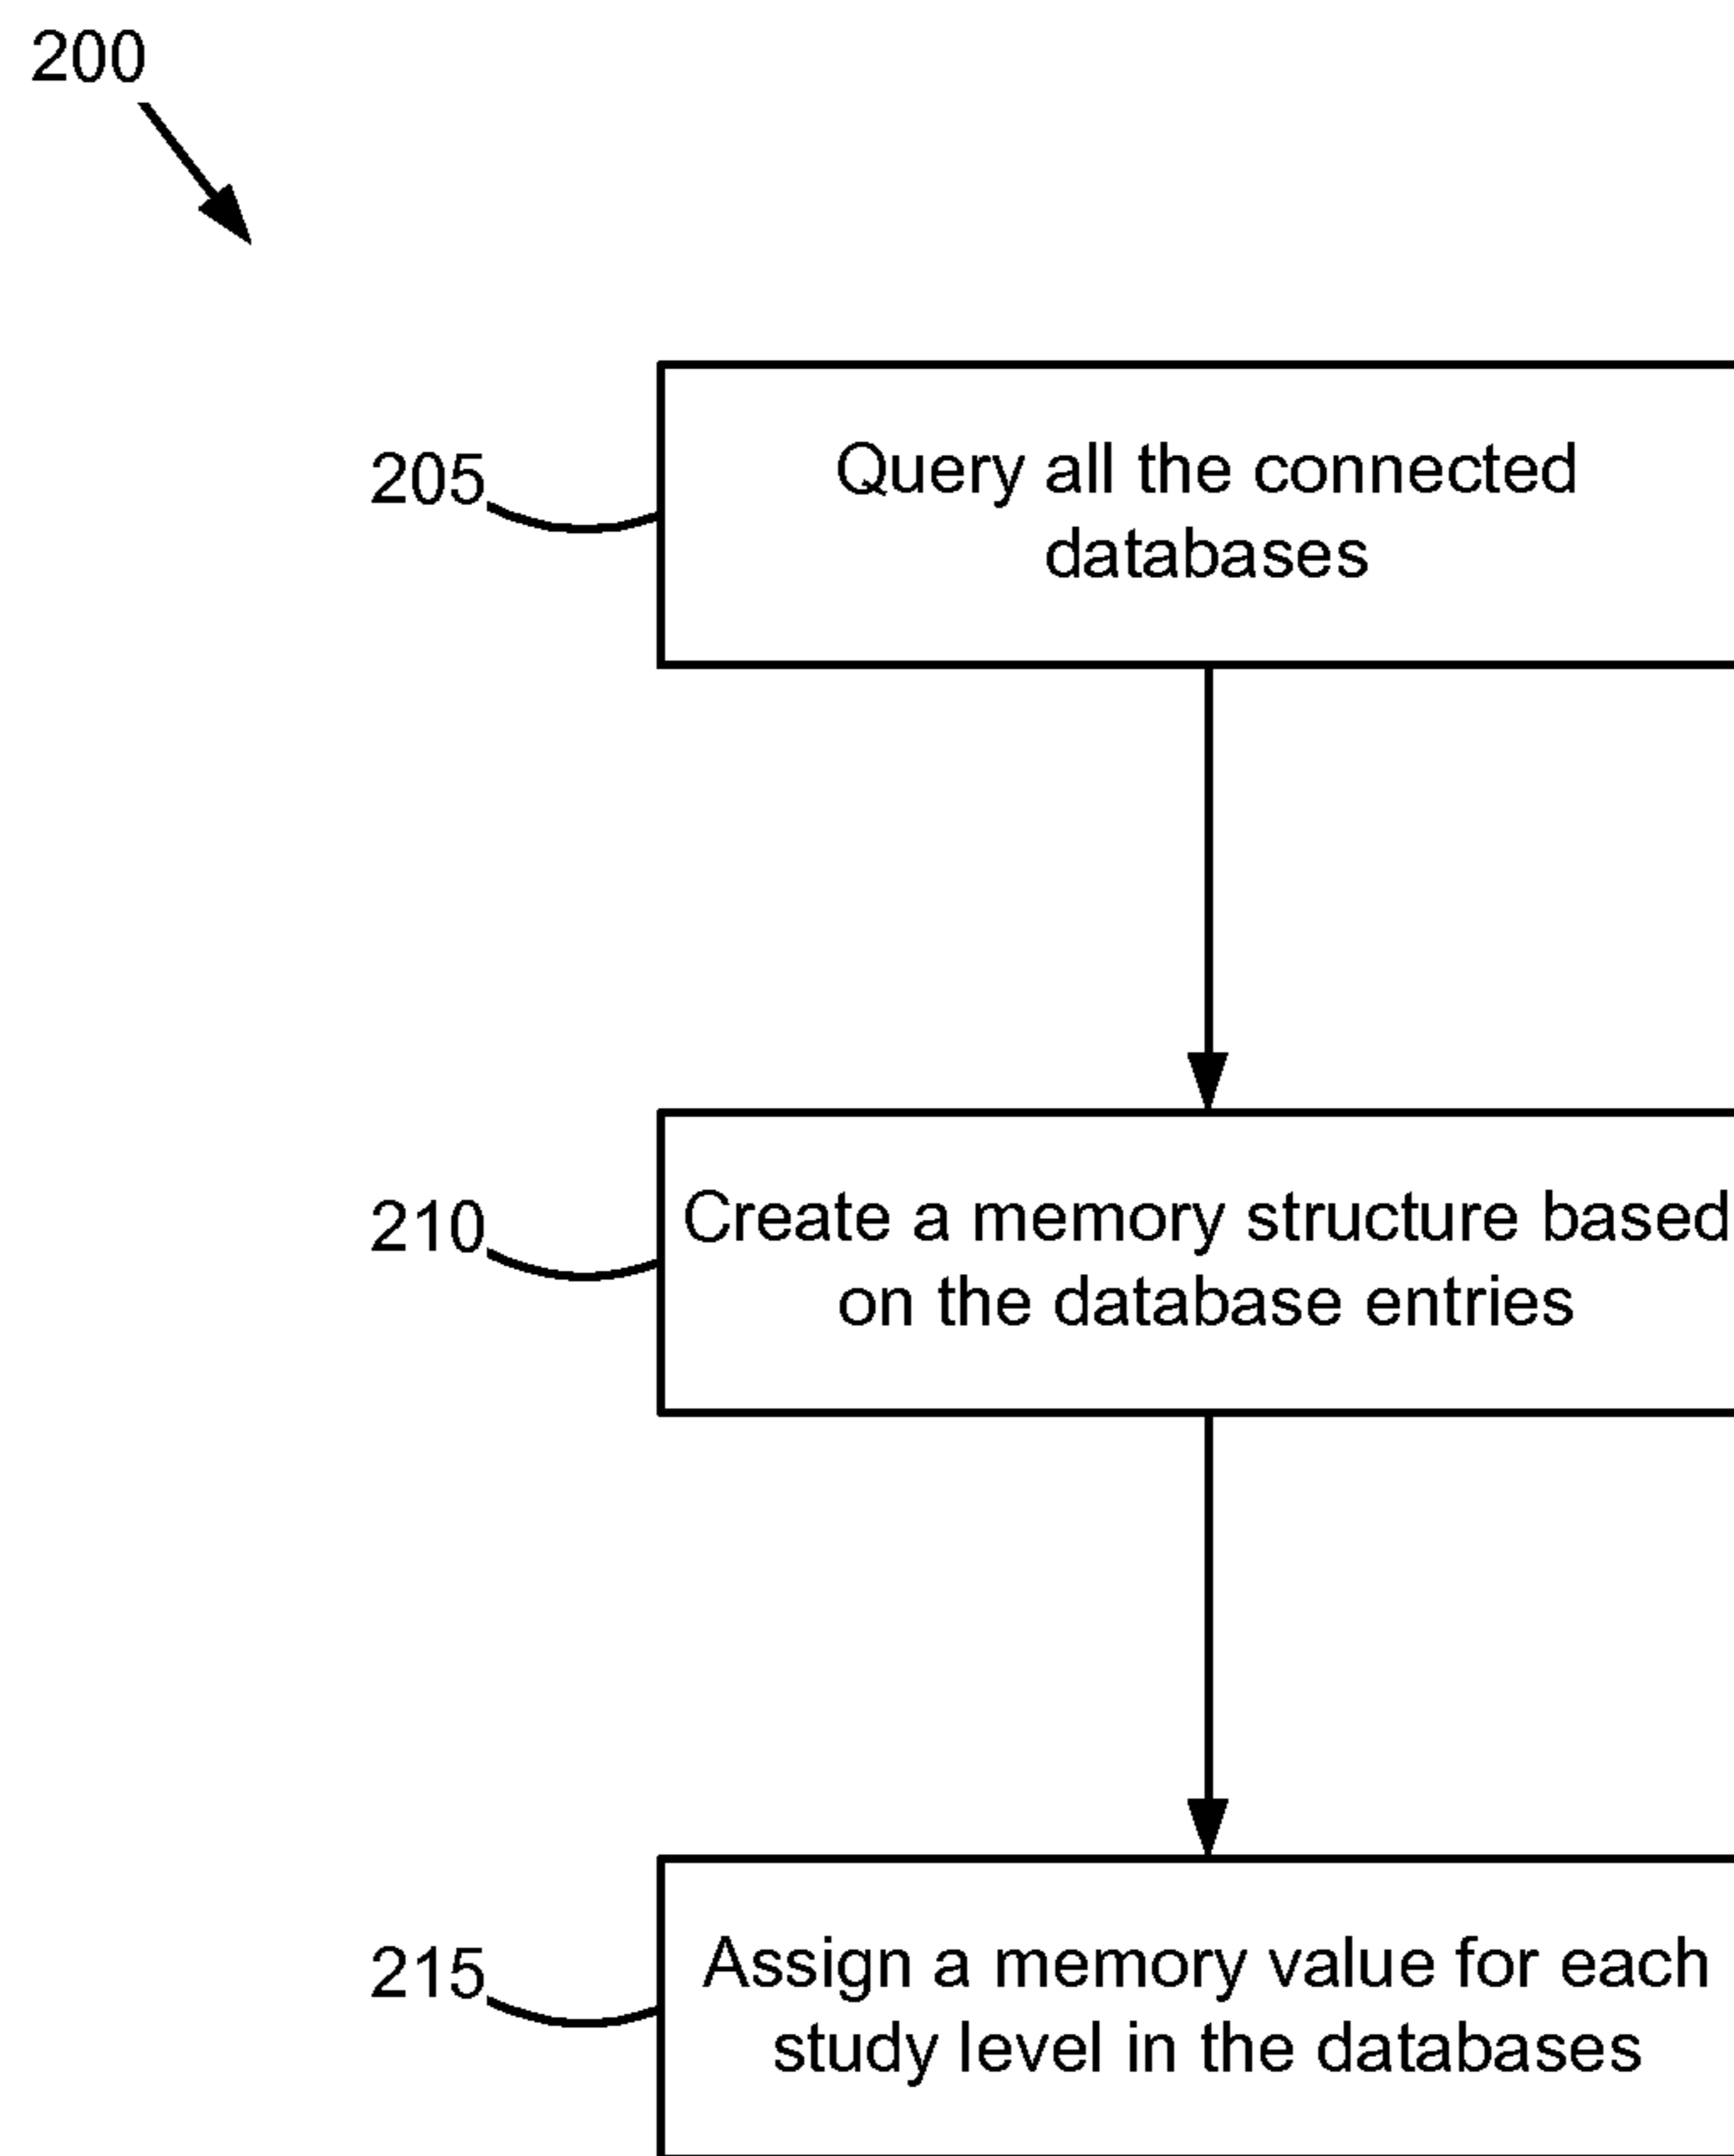 200
205
Query all the connected
databases
210
Create a memory structure based
on the database entries
215
Assign a memory value for each
study level in the databases